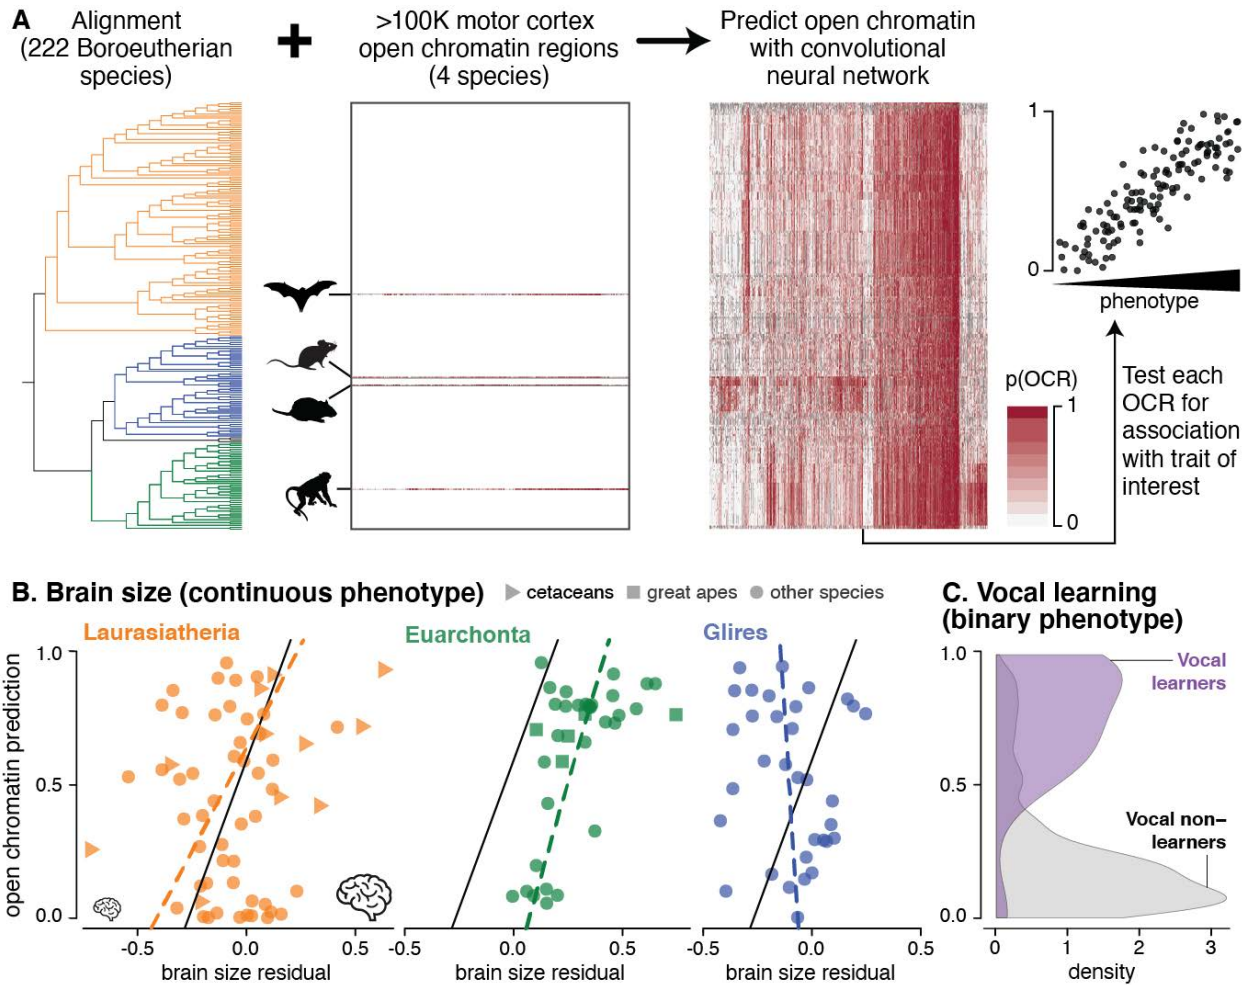 A
Alignment
(222 Boroeutherian
species)
+
>100K motor cortex
open chromatin regions
(4 species)
Predict open chromatin
with convolutional
neural network
1
0
phenotype
p(OCR)
1
0
Test each
OCR for
association
with trait of
interest
B. Brain size (continuous phenotype)
cetaceans
great apes
other species
Laurasiatheria
Euarchonta
Glires
open chromatin prediction
1.0
0.5
0.0
-0.5
0.0
0.5
brain size residual
-0.5
0.0
0.5
brain size residual
-0.5
0.0
0.5
brain size residual
C. Vocal learning
(binary phenotype)
1.0
0.5
0.0
Vocal
learners
Vocal non–
learners
0
1
2
3
density